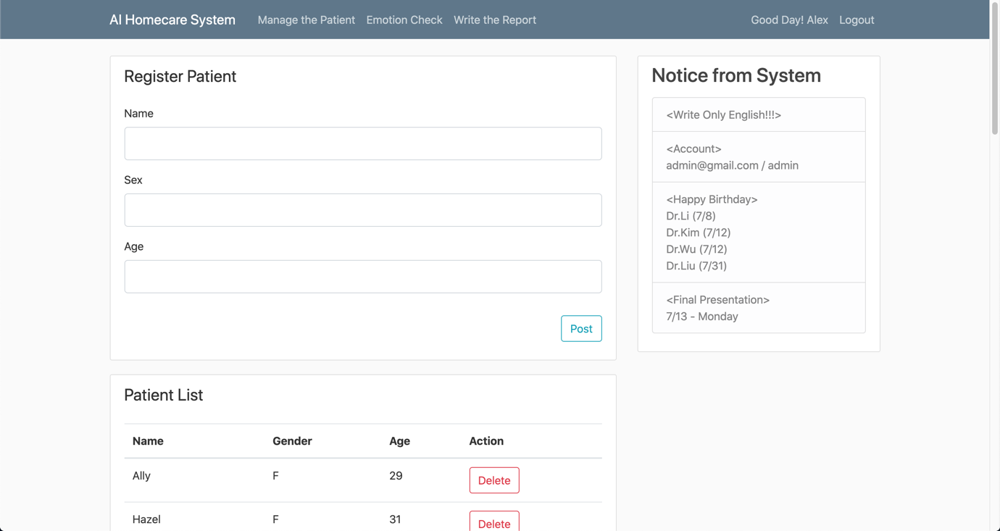 AI Homecare System Manage the Patient Emotion Check Write the Report Good Day! Alex Logout
Register Patient
Name
Sex
Age
Post
Notice from System
<Write Only English!!!>
<Account>
admin@gmail.com / admin
<Happy Birthday>
Dr.Li (7/8)
Dr.Kim (7/12)
Dr.Wu (7/12)
Dr.Liu (7/31)
<Final Presentation>
7/13 - Monday
Patient List
Name Gender Age Action
Ally F 29 Delete
Hazel F 31 Delete